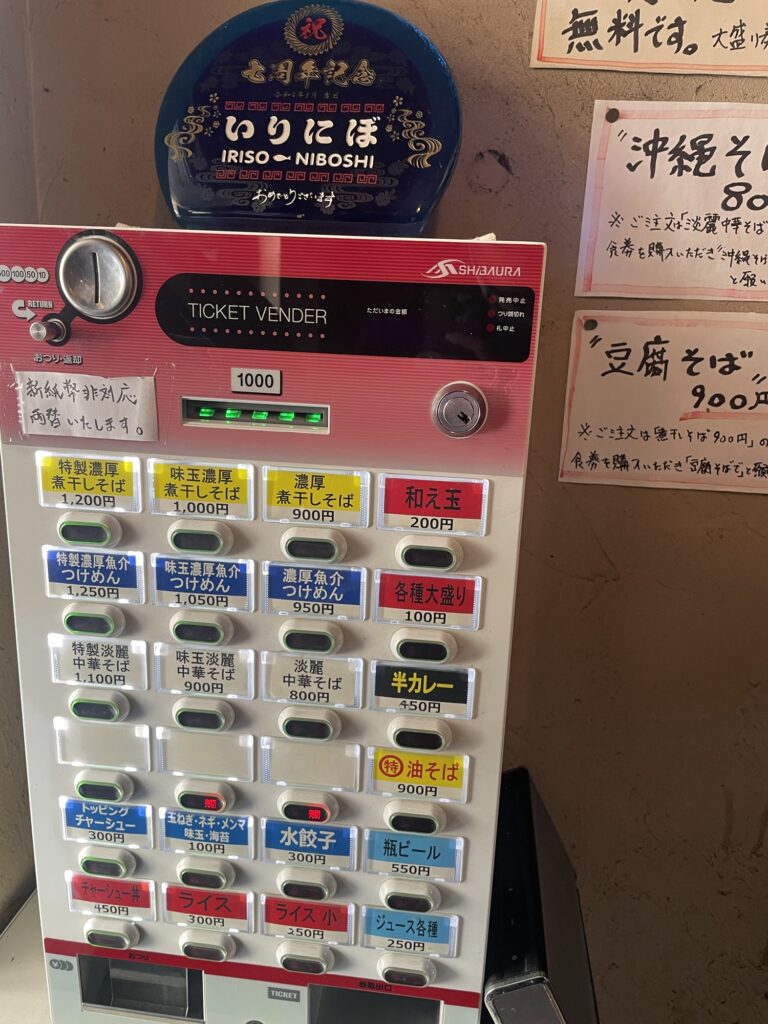 祝
七周年記念
いりにぼ
IRISO NIBOSHI
おめでとうございます
無料です。大盛り
"沖縄そ
80
※ご注文は「淡麗中華そば
食券を購入いただき"沖縄そば
と願い
"豆腐そば"
900円
※ご注文は「煮干しそば900円」の
食券を購入いただき「豆腐そばで」と
500 100 50 10
RETURN
おつり・返却
SHIBAURA
TICKET VENDER
ただいまの金額
発売中止
つり銭切れ
札中止
新紙幣非対応
両替いたします。
1000
特製濃厚
煮干しそば
1,200円
味玉濃厚
煮干しそば
1,000円
濃厚
煮干しそば
900円
和え玉
200円
特製濃厚魚介
つけめん
1,250円
味玉濃厚魚介
つけめん
1,050円
濃厚魚介
つけめん
950円
各種大盛り
100円
特製淡麗
中華そば
1,100円
味玉淡麗
中華そば
900円
淡麗
中華そば
800円
半カレー
450円
特 油そば
900円
売切
売切
トッピング
チャーシュー
300円
玉ねぎ・ネギ・メンマ
味玉・海苔
100円
水餃子
300円
瓶ビール
550円
チャーシュー丼
450円
ライス
300円
ライス 小
250円
ジュース各種
250円
おつり
TICKET
券取出口